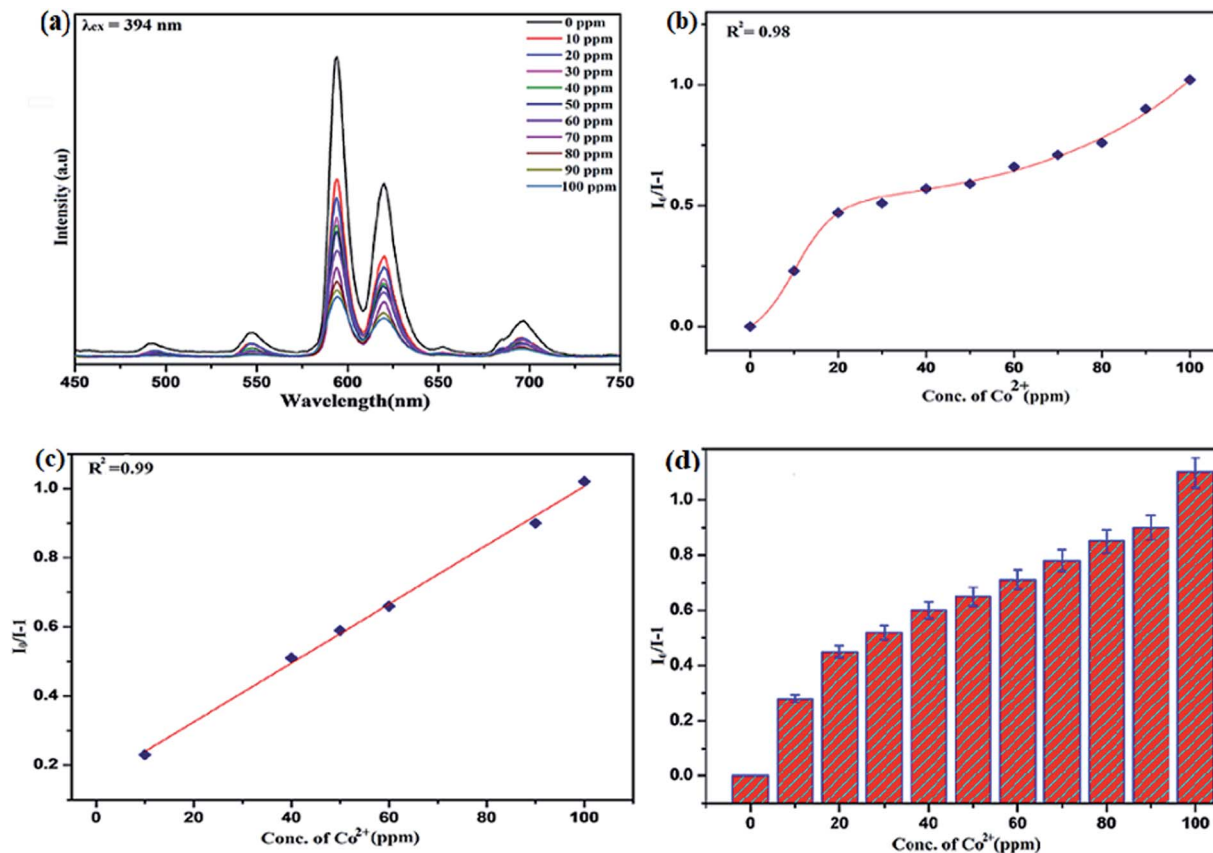 (a)
λex = 394 nm
0 ppm
10 ppm
20 ppm
30 ppm
40 ppm
50 ppm
60 ppm
70 ppm
80 ppm
90 ppm
100 ppm
Intensity (a.u)
450 500 550 600 650 700 750
Wavelength(nm)
(b)
R²= 0.98
1.0
0.5
0.0
I₀/I-1
0 20 40 60 80 100
Conc. of Co²⁺(ppm)
(c)
R² =0.99
1.0
0.8
0.6
0.4
0.2
I₀/I-1
0 20 40 60 80 100
Conc. of Co²⁺(ppm)
(d)
1.0
0.8
0.6
0.4
0.2
0.0
I₀/I-1
0 20 40 60 80 100
Conc. of Co²⁺(ppm)